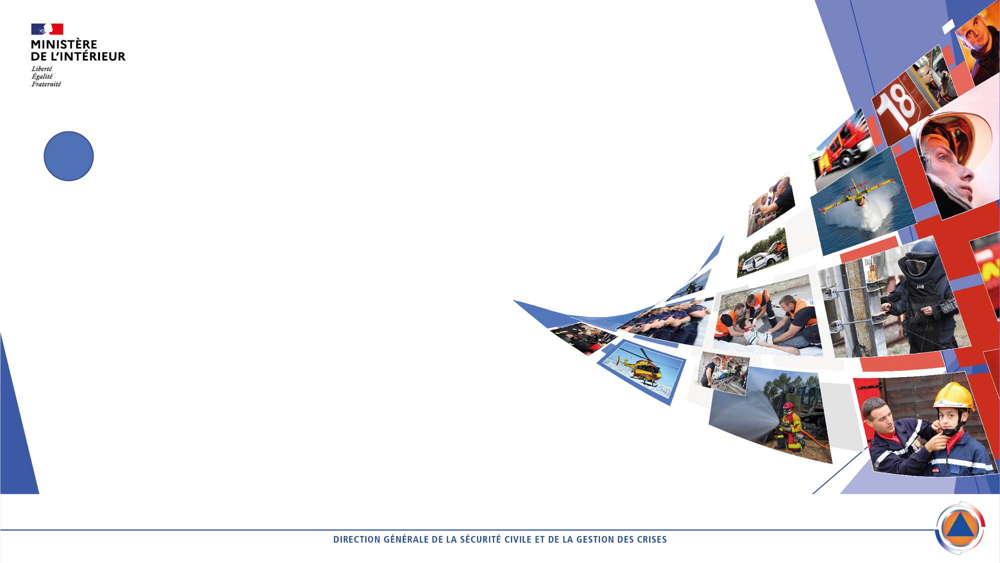 MINISTÈRE
DE L'INTÉRIEUR
Liberté
Égalité
Fraternité
18
DIRECTION GÉNÉRALE DE LA SÉCURITÉ CIVILE ET DE LA GESTION DES CRISES